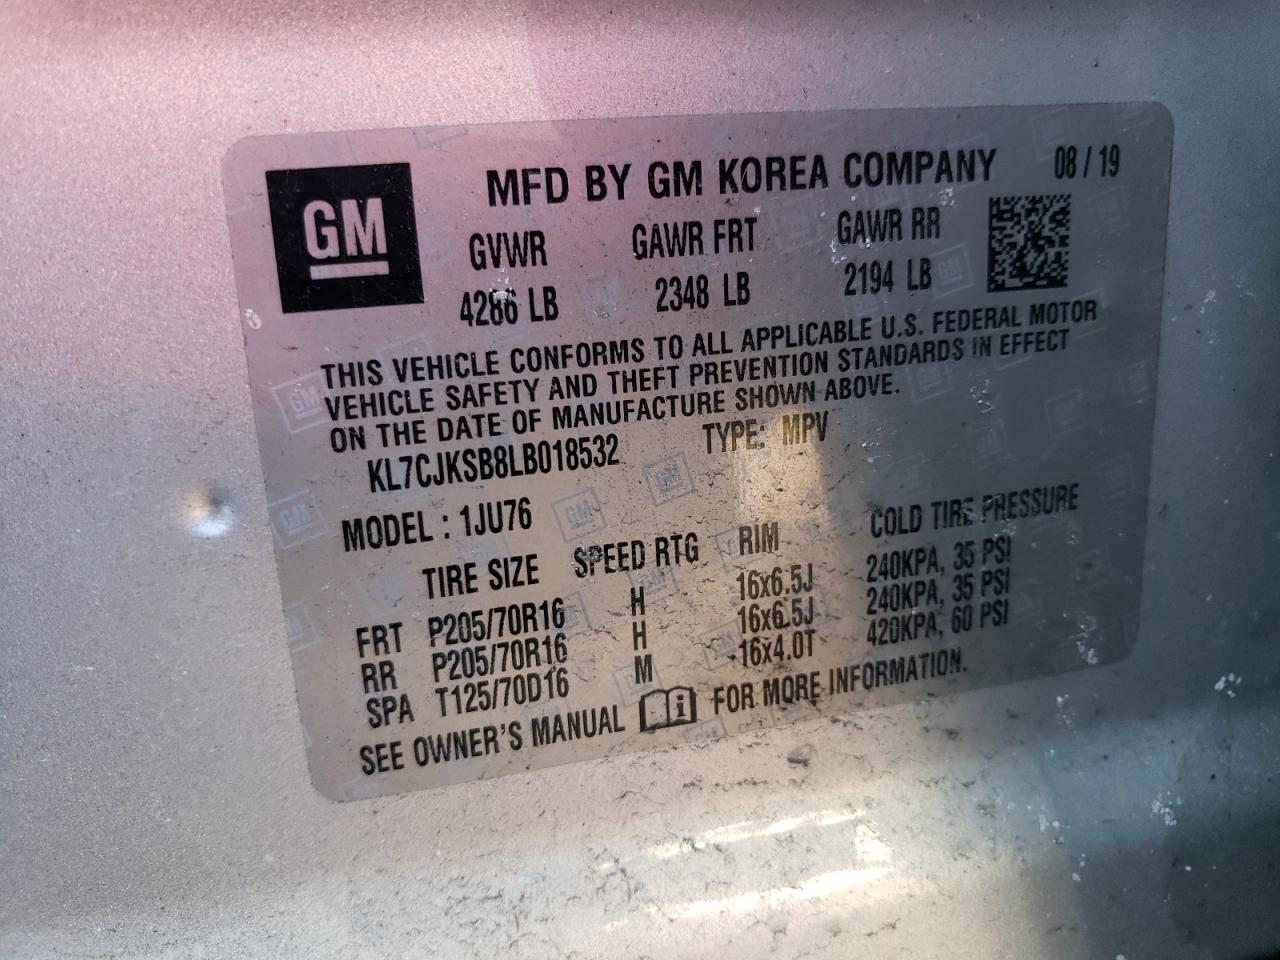 GM
MFD BY GM KOREA COMPANY 08 / 19
GVWR GAWR FRT GAWR RR
4286 LB 2348 LB 2194 LB
THIS VEHICLE CONFORMS TO ALL APPLICABLE U.S. FEDERAL MOTOR
VEHICLE SAFETY AND THEFT PREVENTION STANDARDS IN EFFECT
ON THE DATE OF MANUFACTURE SHOWN ABOVE.
KL7CJKSB8LB018532 TYPE: MPV
MODEL : 1JU76
TIRE SIZE SPEED RTG RIM COLD TIRE PRESSURE
FRT P205/70R16 H 16x6.5J 240KPA, 35 PSI
RR P205/70R16 H 16x6.5J 240KPA, 35 PSI
SPA T125/70D16 M 16x4.0T 420KPA, 60 PSI
SEE OWNER'S MANUAL i FOR MORE INFORMATION.